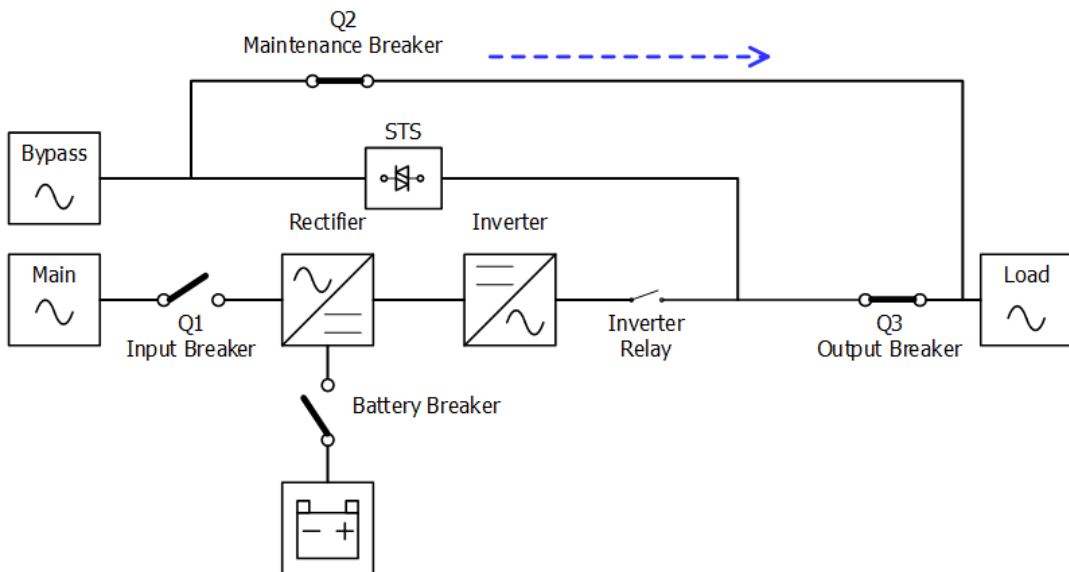 Q2
Maintenance Breaker
STS
Bypass
Rectifier
Inverter
Main
Load
Q1
Input Breaker
Inverter
Relay
Q3
Output Breaker
Battery Breaker
− +